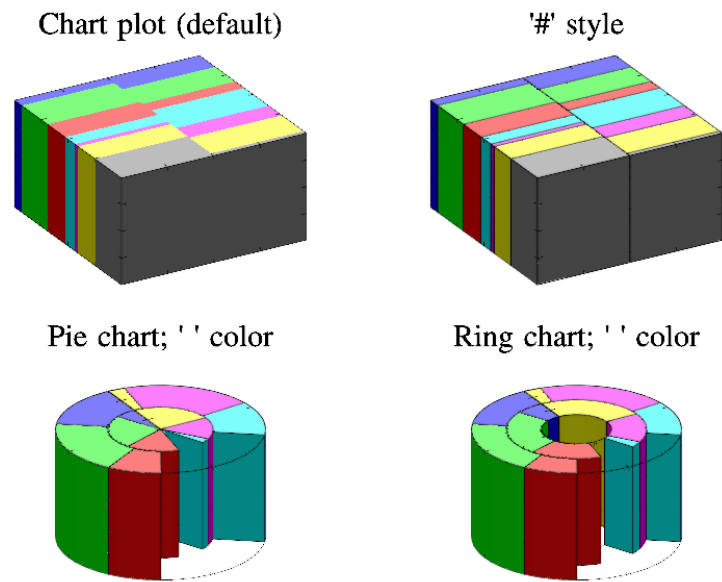 Chart plot (default)
'#' style
Pie chart; ' ' color
Ring chart; ' ' color